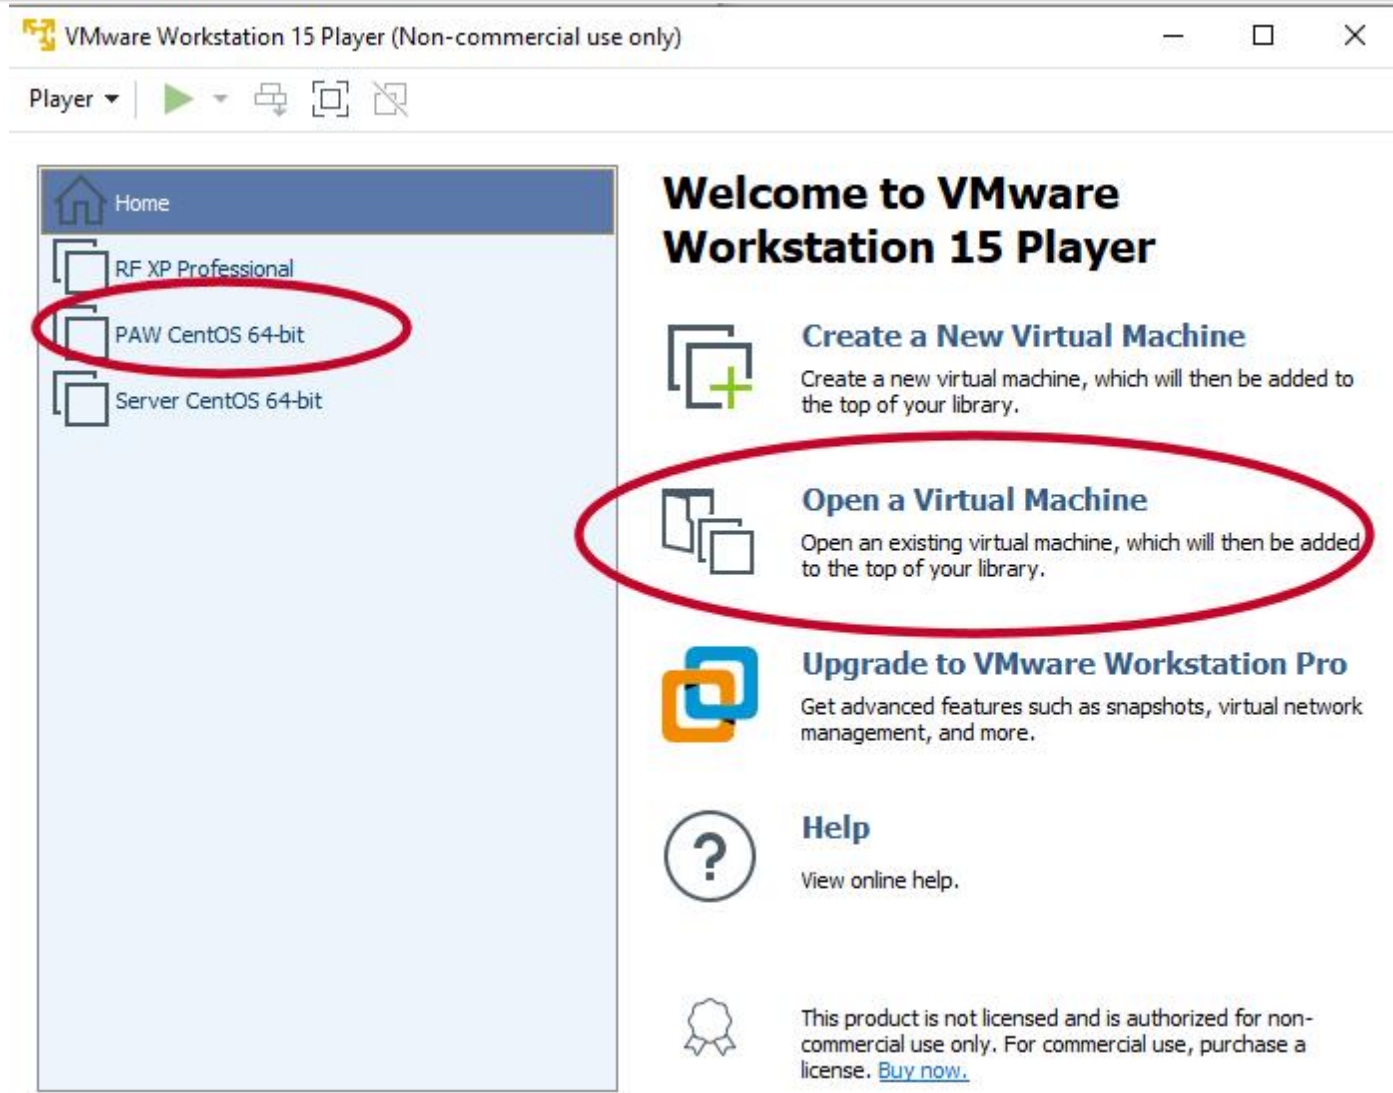 VMware Workstation 15 Player (Non-commercial use only)
Player
Home
RF XP Professional
PAW CentOS 64-bit
Server CentOS 64-bit
Welcome to VMware
Workstation 15 Player
Create a New Virtual Machine
Create a new virtual machine, which will then be added to
the top of your library.
Open a Virtual Machine
Open an existing virtual machine, which will then be added
to the top of your library.
Upgrade to VMware Workstation Pro
Get advanced features such as snapshots, virtual network
management, and more.
?
Help
View online help.
This product is not licensed and is authorized for non-
commercial use only. For commercial use, purchase a
license. Buy now.